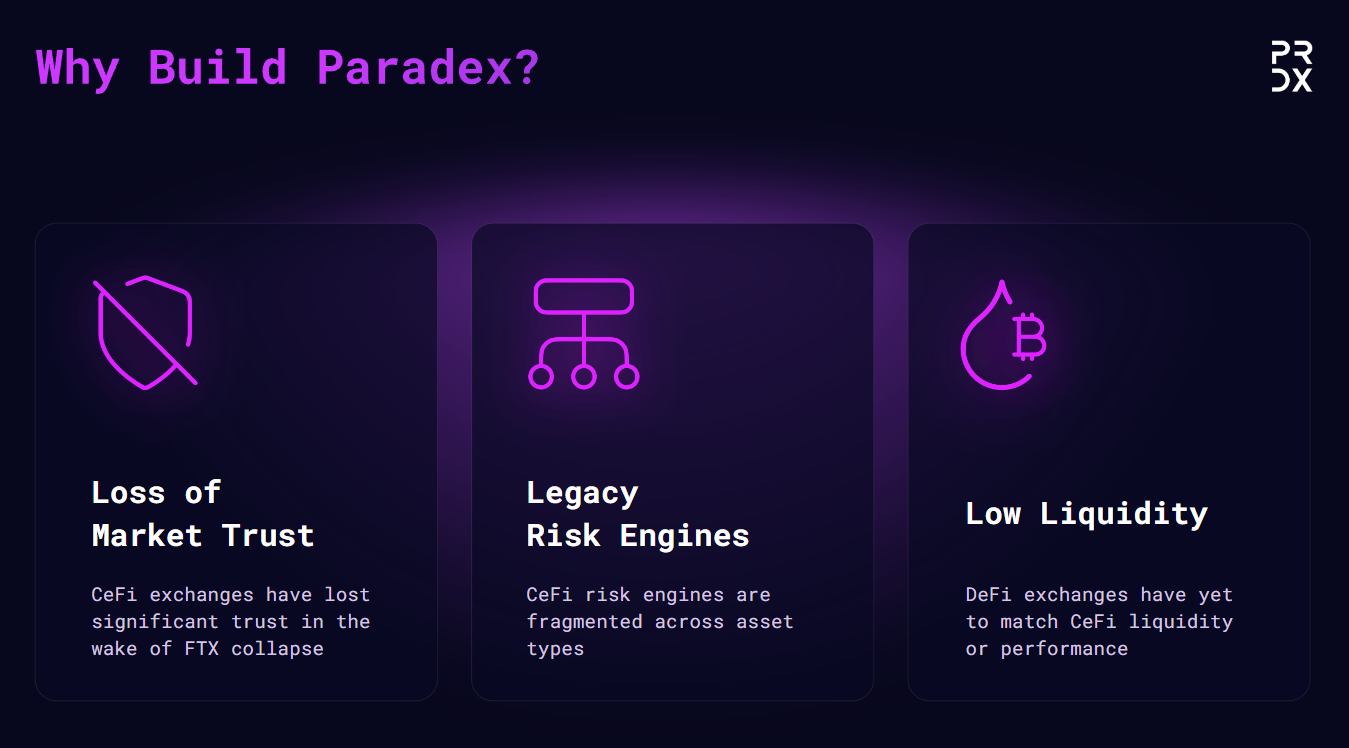 Why Build Paradex?
PR
DX
Loss of
Market Trust
CeFi exchanges have lost
significant trust in the
wake of FTX collapse
Legacy
Risk Engines
CeFi risk engines are
fragmented across asset
types
Low Liquidity
DeFi exchanges have yet
to match CeFi liquidity
or performance